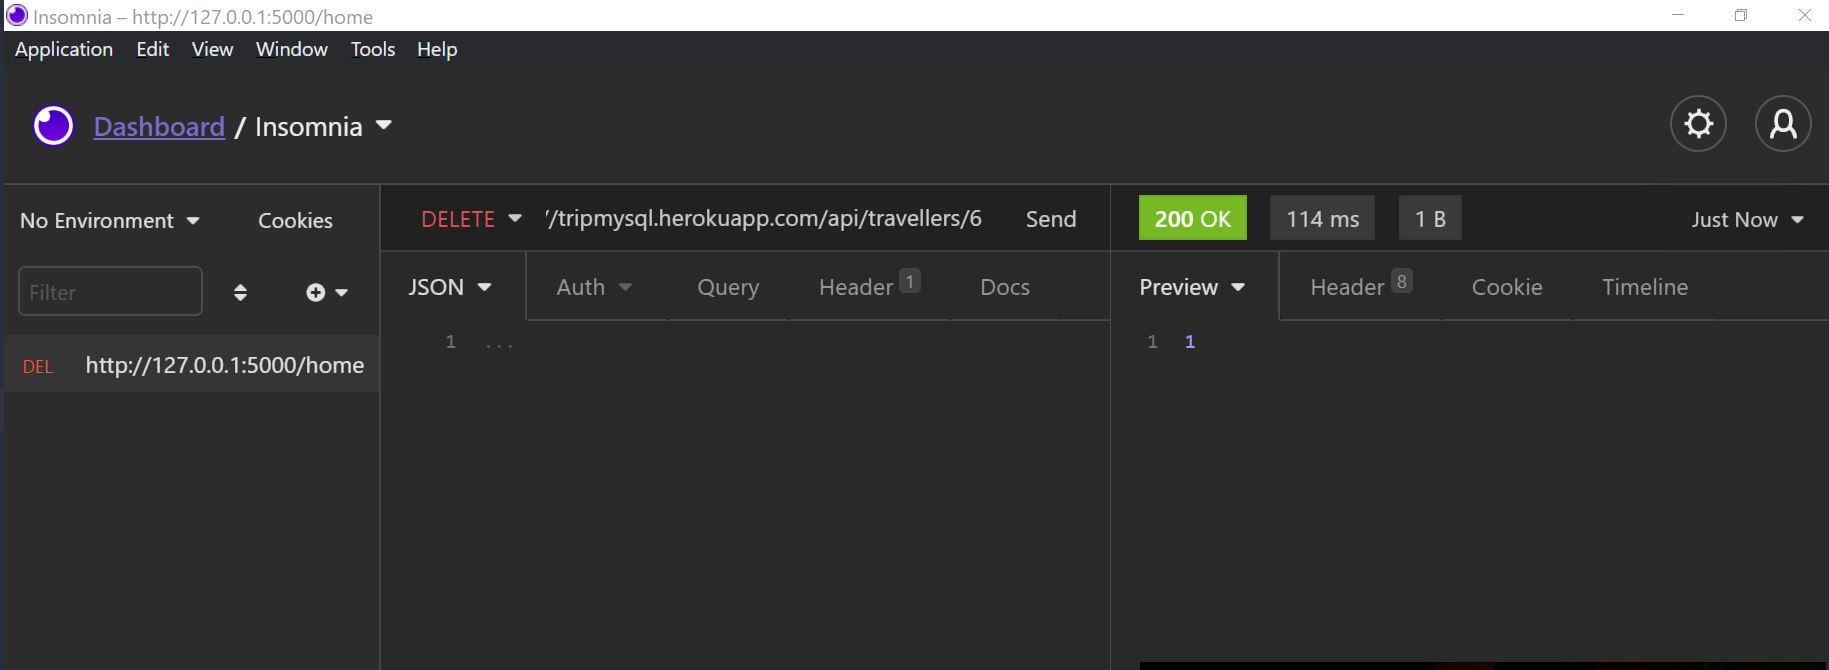 Insomnia – http://127.0.0.1:5000/home
Application Edit View Window Tools Help
Dashboard / Insomnia
No Environment Cookies
DELETE /tripmysql.herokuapp.com/api/travellers/6 Send
200 OK 114 ms 1 B Just Now
Filter
JSON Auth Query Header 1 Docs
Preview Header 8 Cookie Timeline
1 ...
1 1
DEL http://127.0.0.1:5000/home